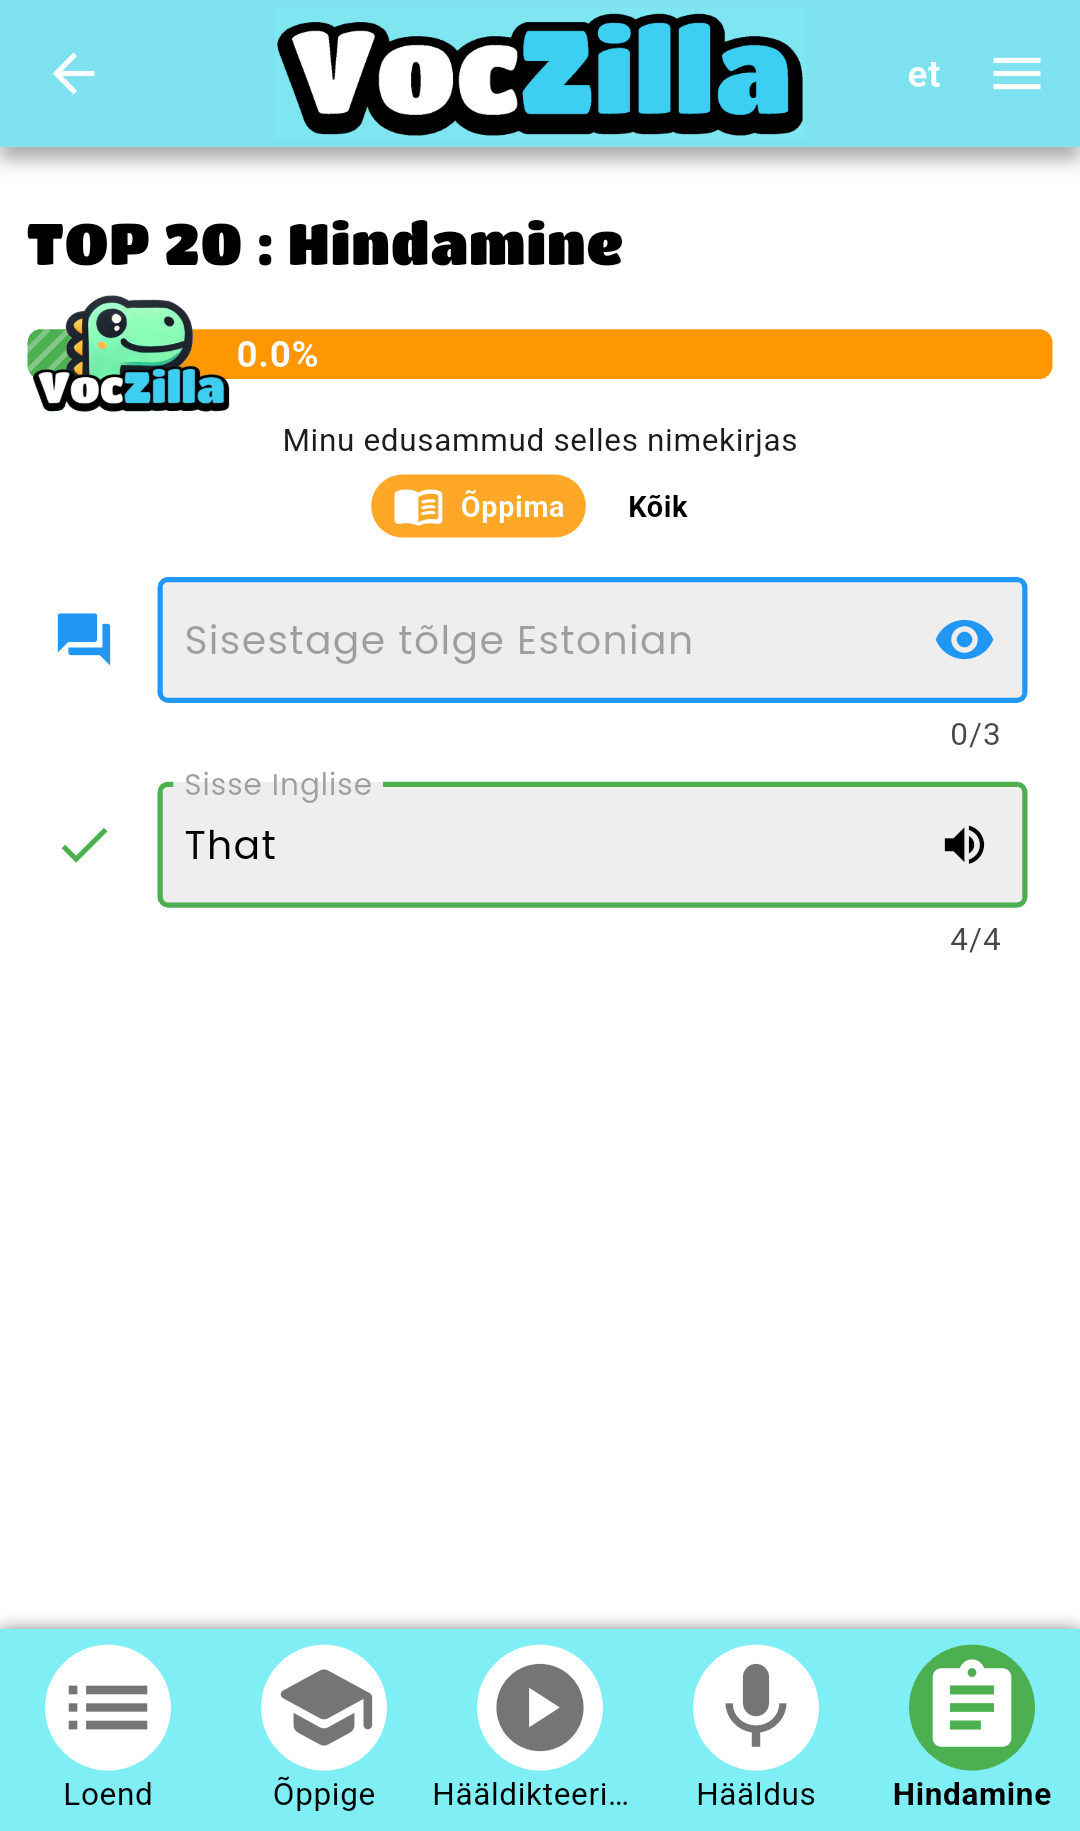 VocZilla
et
TOP 20 : Hindamine
0.0%
VocZilla
Minu edusammud selles nimekirjas
Õppima
Kõik
Sisestage tõlge Estonian
0/3
Sisse Inglise
That
4/4
Loend
Õppige
Hääldikteeri...
Hääldus
Hindamine